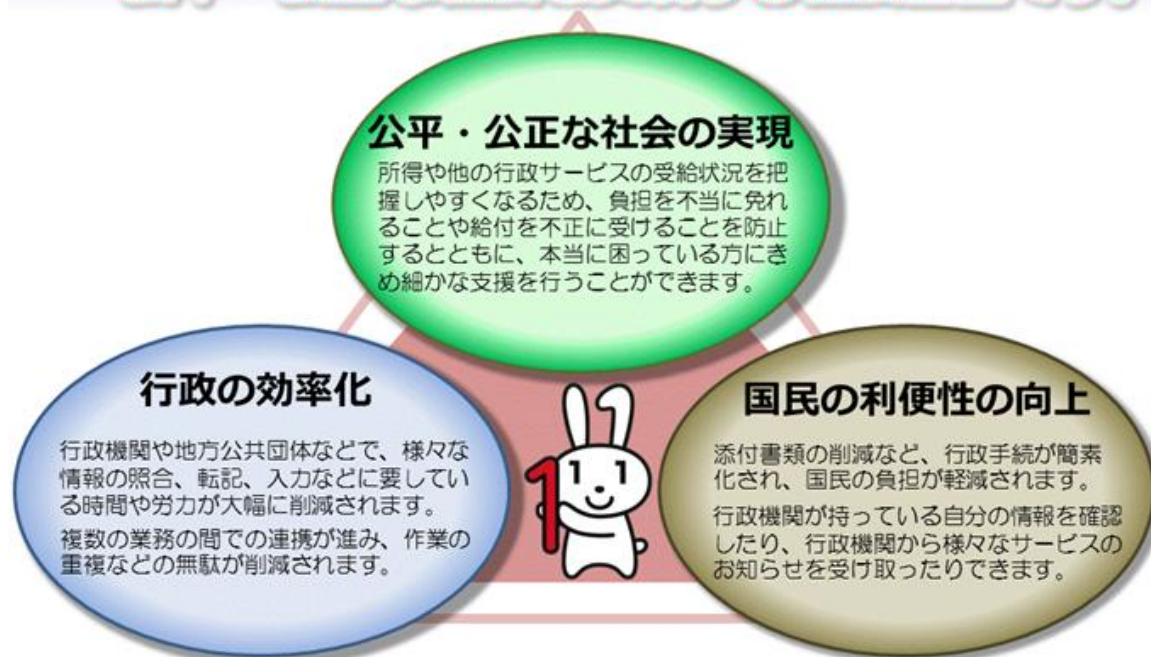 公平・公正な社会の実現
所得や他の行政サービスの受給状況を把
握しやすくなるため、負担を不当に免れ
ることや給付を不正に受けることを防止
するとともに、本当に困っている方にき
め細かな支援を行うことができます。
行政の効率化
行政機関や地方公共団体などで、様々な
情報の照合、転記、入力などに要してい
る時間や労力が大幅に削減されます。
複数の業務の間での連携が進み、作業の
重複などの無駄が削減されます。
1
国民の利便性の向上
添付書類の削減など、行政手続が簡素
化され、国民の負担が軽減されます。
行政機関が持っている自分の情報を確認
したり、行政機関から様々なサービスの
お知らせを受け取ったりできます。